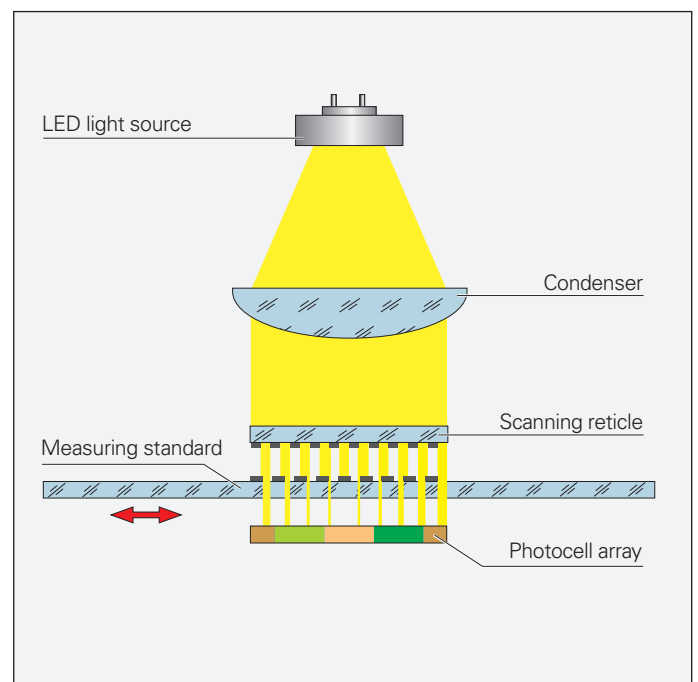 LED light source
Condenser
Scanning reticle
Measuring standard
Photocell array